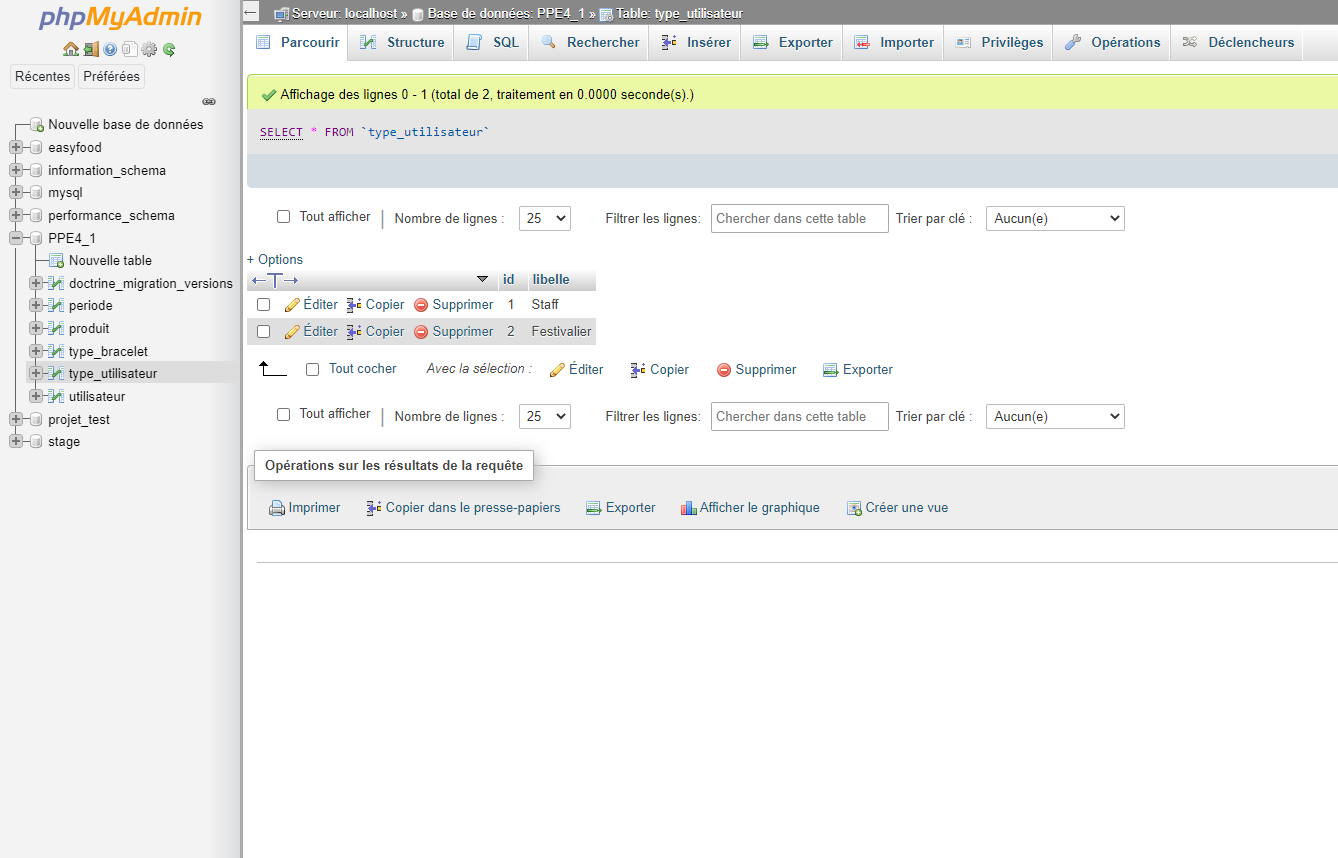 phpMyAdmin
Récentes Préférées
Nouvelle base de données
easyfood
information_schema
mysql
performance_schema
PPE4_1
Nouvelle table
doctrine_migration_versions
periode
produit
type_bracelet
type_utilisateur
utilisateur
projet_test
stage
Serveur: localhost » Base de données: PPE4_1 » Table: type_utilisateur
Parcourir Structure SQL Rechercher Insérer Exporter Importer Privilèges Opérations Déclencheurs
Affichage des lignes 0 - 1 (total de 2, traitement en 0.0000 seconde(s).)
SELECT * FROM `type_utilisateur`
Tout afficher | Nombre de lignes : 25 Filtrer les lignes: Chercher dans cette table Trier par clé : Aucun(e)
+ Options
←T→ id libelle
Éditer Copier Supprimer 1 Staff
Éditer Copier Supprimer 2 Festivalier
Tout cocher Avec la sélection : Éditer Copier Supprimer Exporter
Tout afficher | Nombre de lignes : 25 Filtrer les lignes: Chercher dans cette table Trier par clé : Aucun(e)
Opérations sur les résultats de la requête
Imprimer Copier dans le presse-papiers Exporter Afficher le graphique Créer une vue